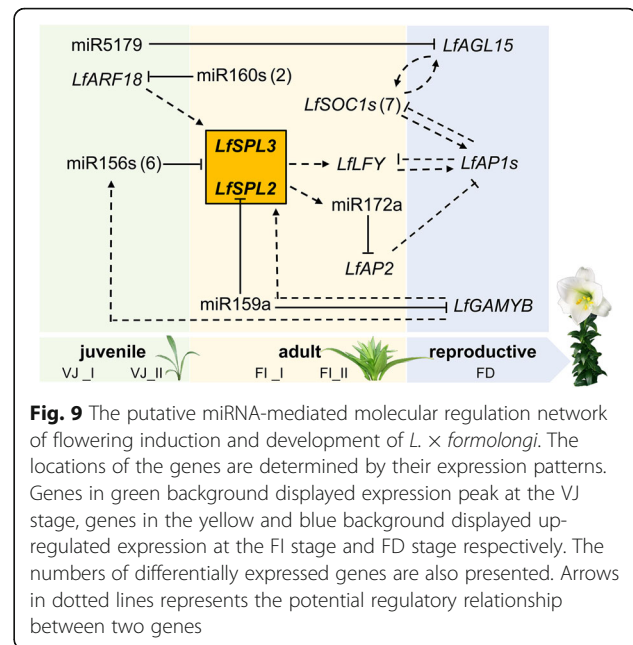 miR5179 LfAGL15
LfARF18 miR160s (2)
LfSOC1s (7)
LfSPL3
miR156s (6) LfLFY LfAP1s
LfSPL2
miR172a
LfAP2
miR159a LfGAMYB
juvenile adult reproductive
VJ_I VJ_II FI_I FI_II FD
Fig. 9 The putative miRNA-mediated molecular regulation network
of flowering induction and development of L. × formolongi. The
locations of the genes are determined by their expression patterns.
Genes in green background displayed expression peak at the VJ
stage, genes in the yellow and blue background displayed up-
regulated expression at the FI stage and FD stage respectively. The
numbers of differentially expressed genes are also presented. Arrows
in dotted lines represents the potential regulatory relationship
between two genes